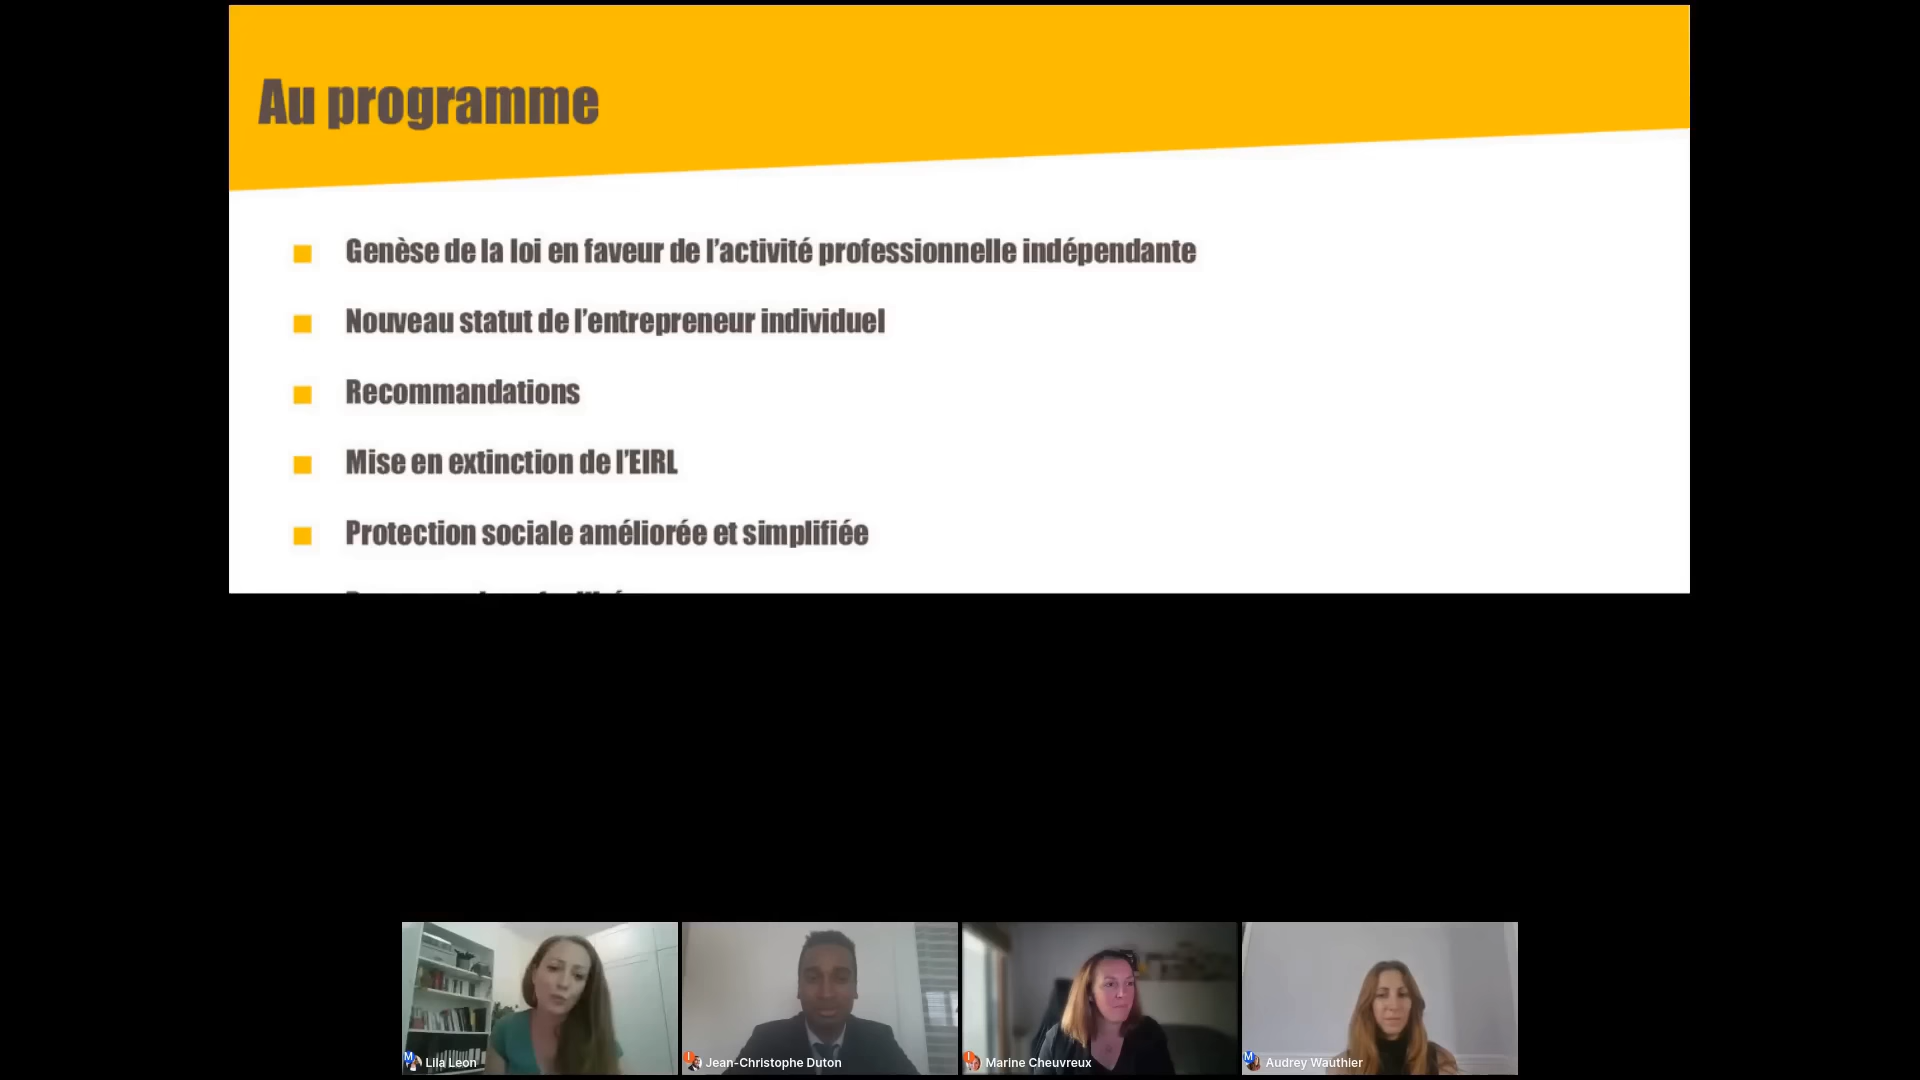 Au programme
Genèse de la loi en faveur de l'activité professionnelle indépendante
Nouveau statut de l'entrepreneur individuel
Recommandations
Mise en extinction de l'EIRL
Protection sociale améliorée et simplifiée
Lila Leon
Jean-Christophe Duton
Marine Cheuvreux
Audrey Wauthier